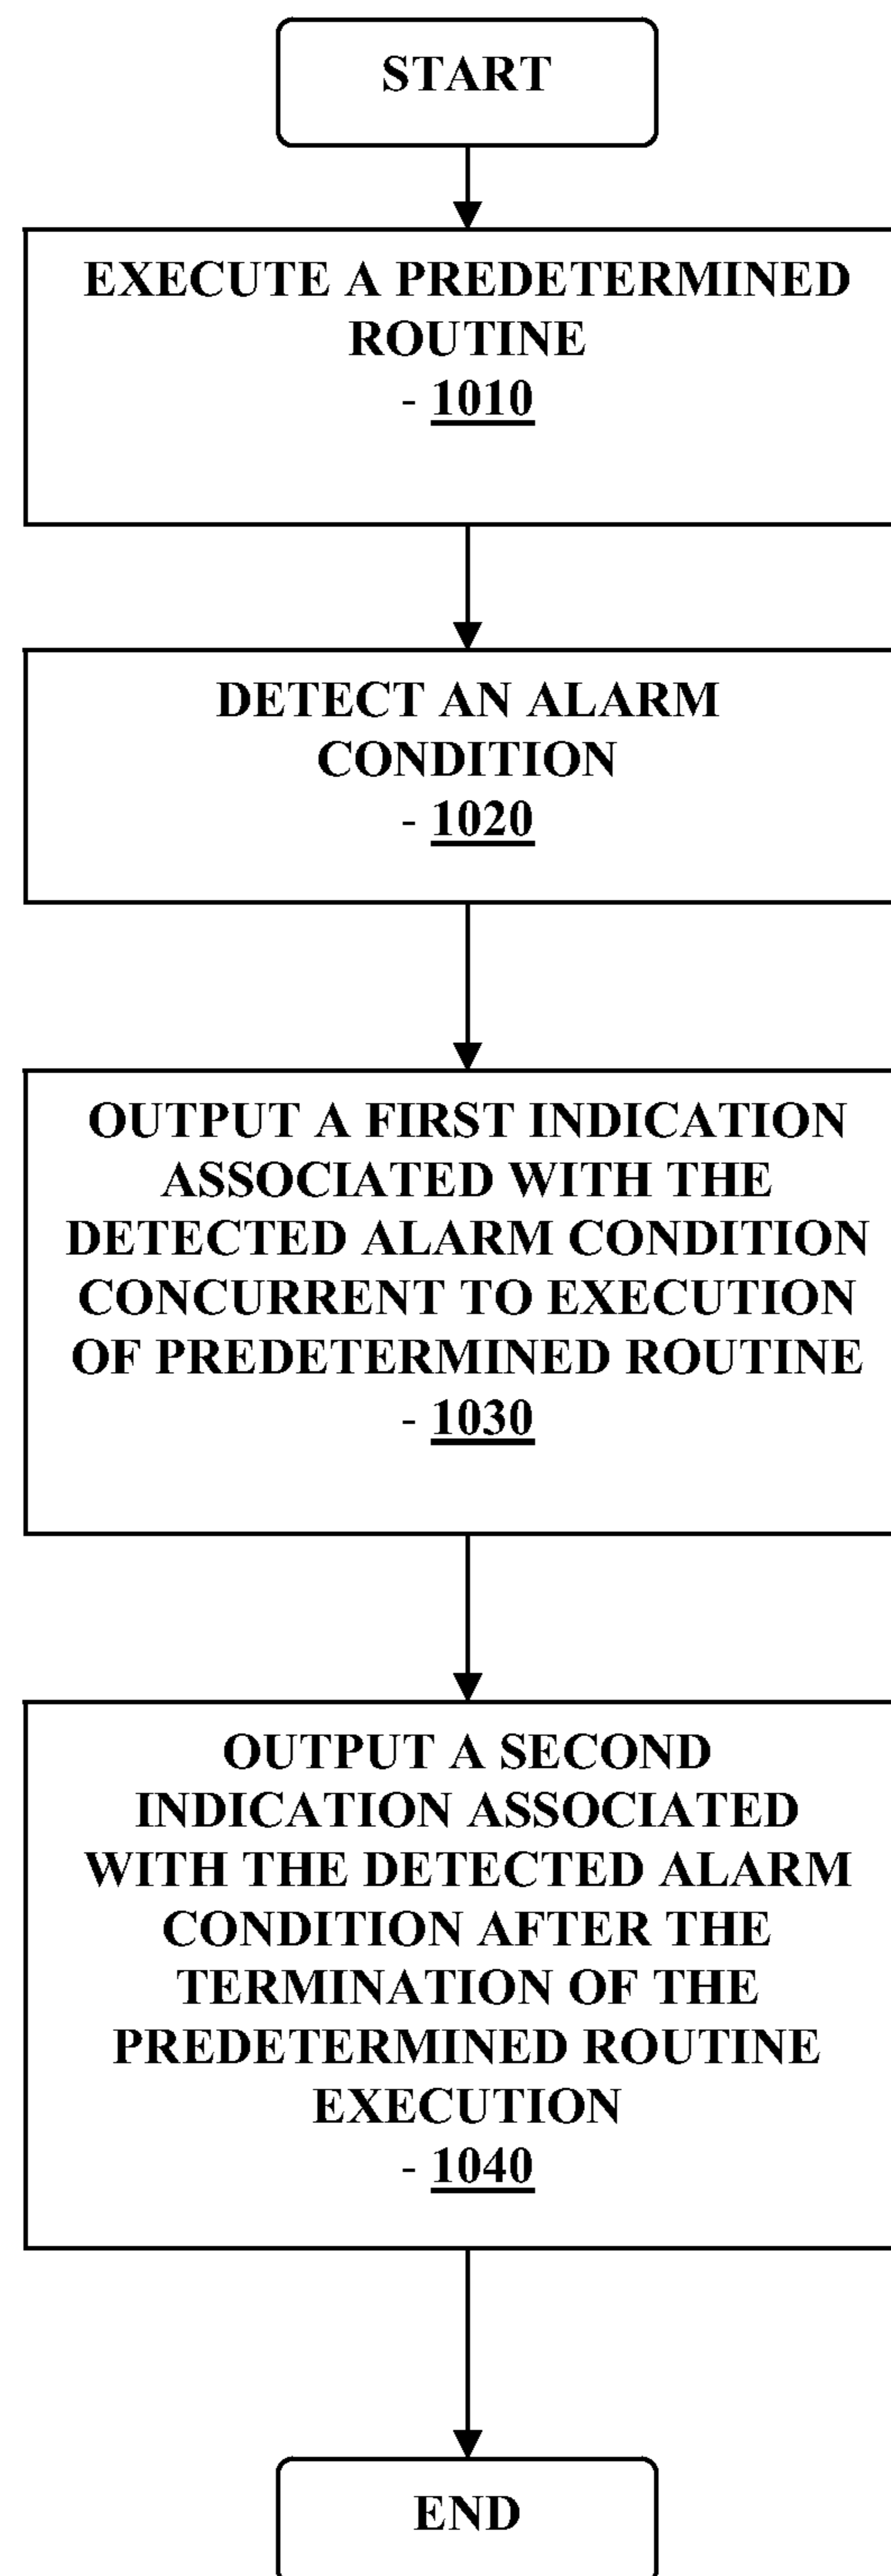 START
EXECUTE A PREDETERMINED
ROUTINE
- 1010
DETECT AN ALARM
CONDITION
- 1020
OUTPUT A FIRST INDICATION
ASSOCIATED WITH THE
DETECTED ALARM CONDITION
CONCURRENT TO EXECUTION
OF PREDETERMINED ROUTINE
- 1030
OUTPUT A SECOND
INDICATION ASSOCIATED
WITH THE DETECTED ALARM
CONDITION AFTER THE
TERMINATION OF THE
PREDETERMINED ROUTINE
EXECUTION
- 1040
END